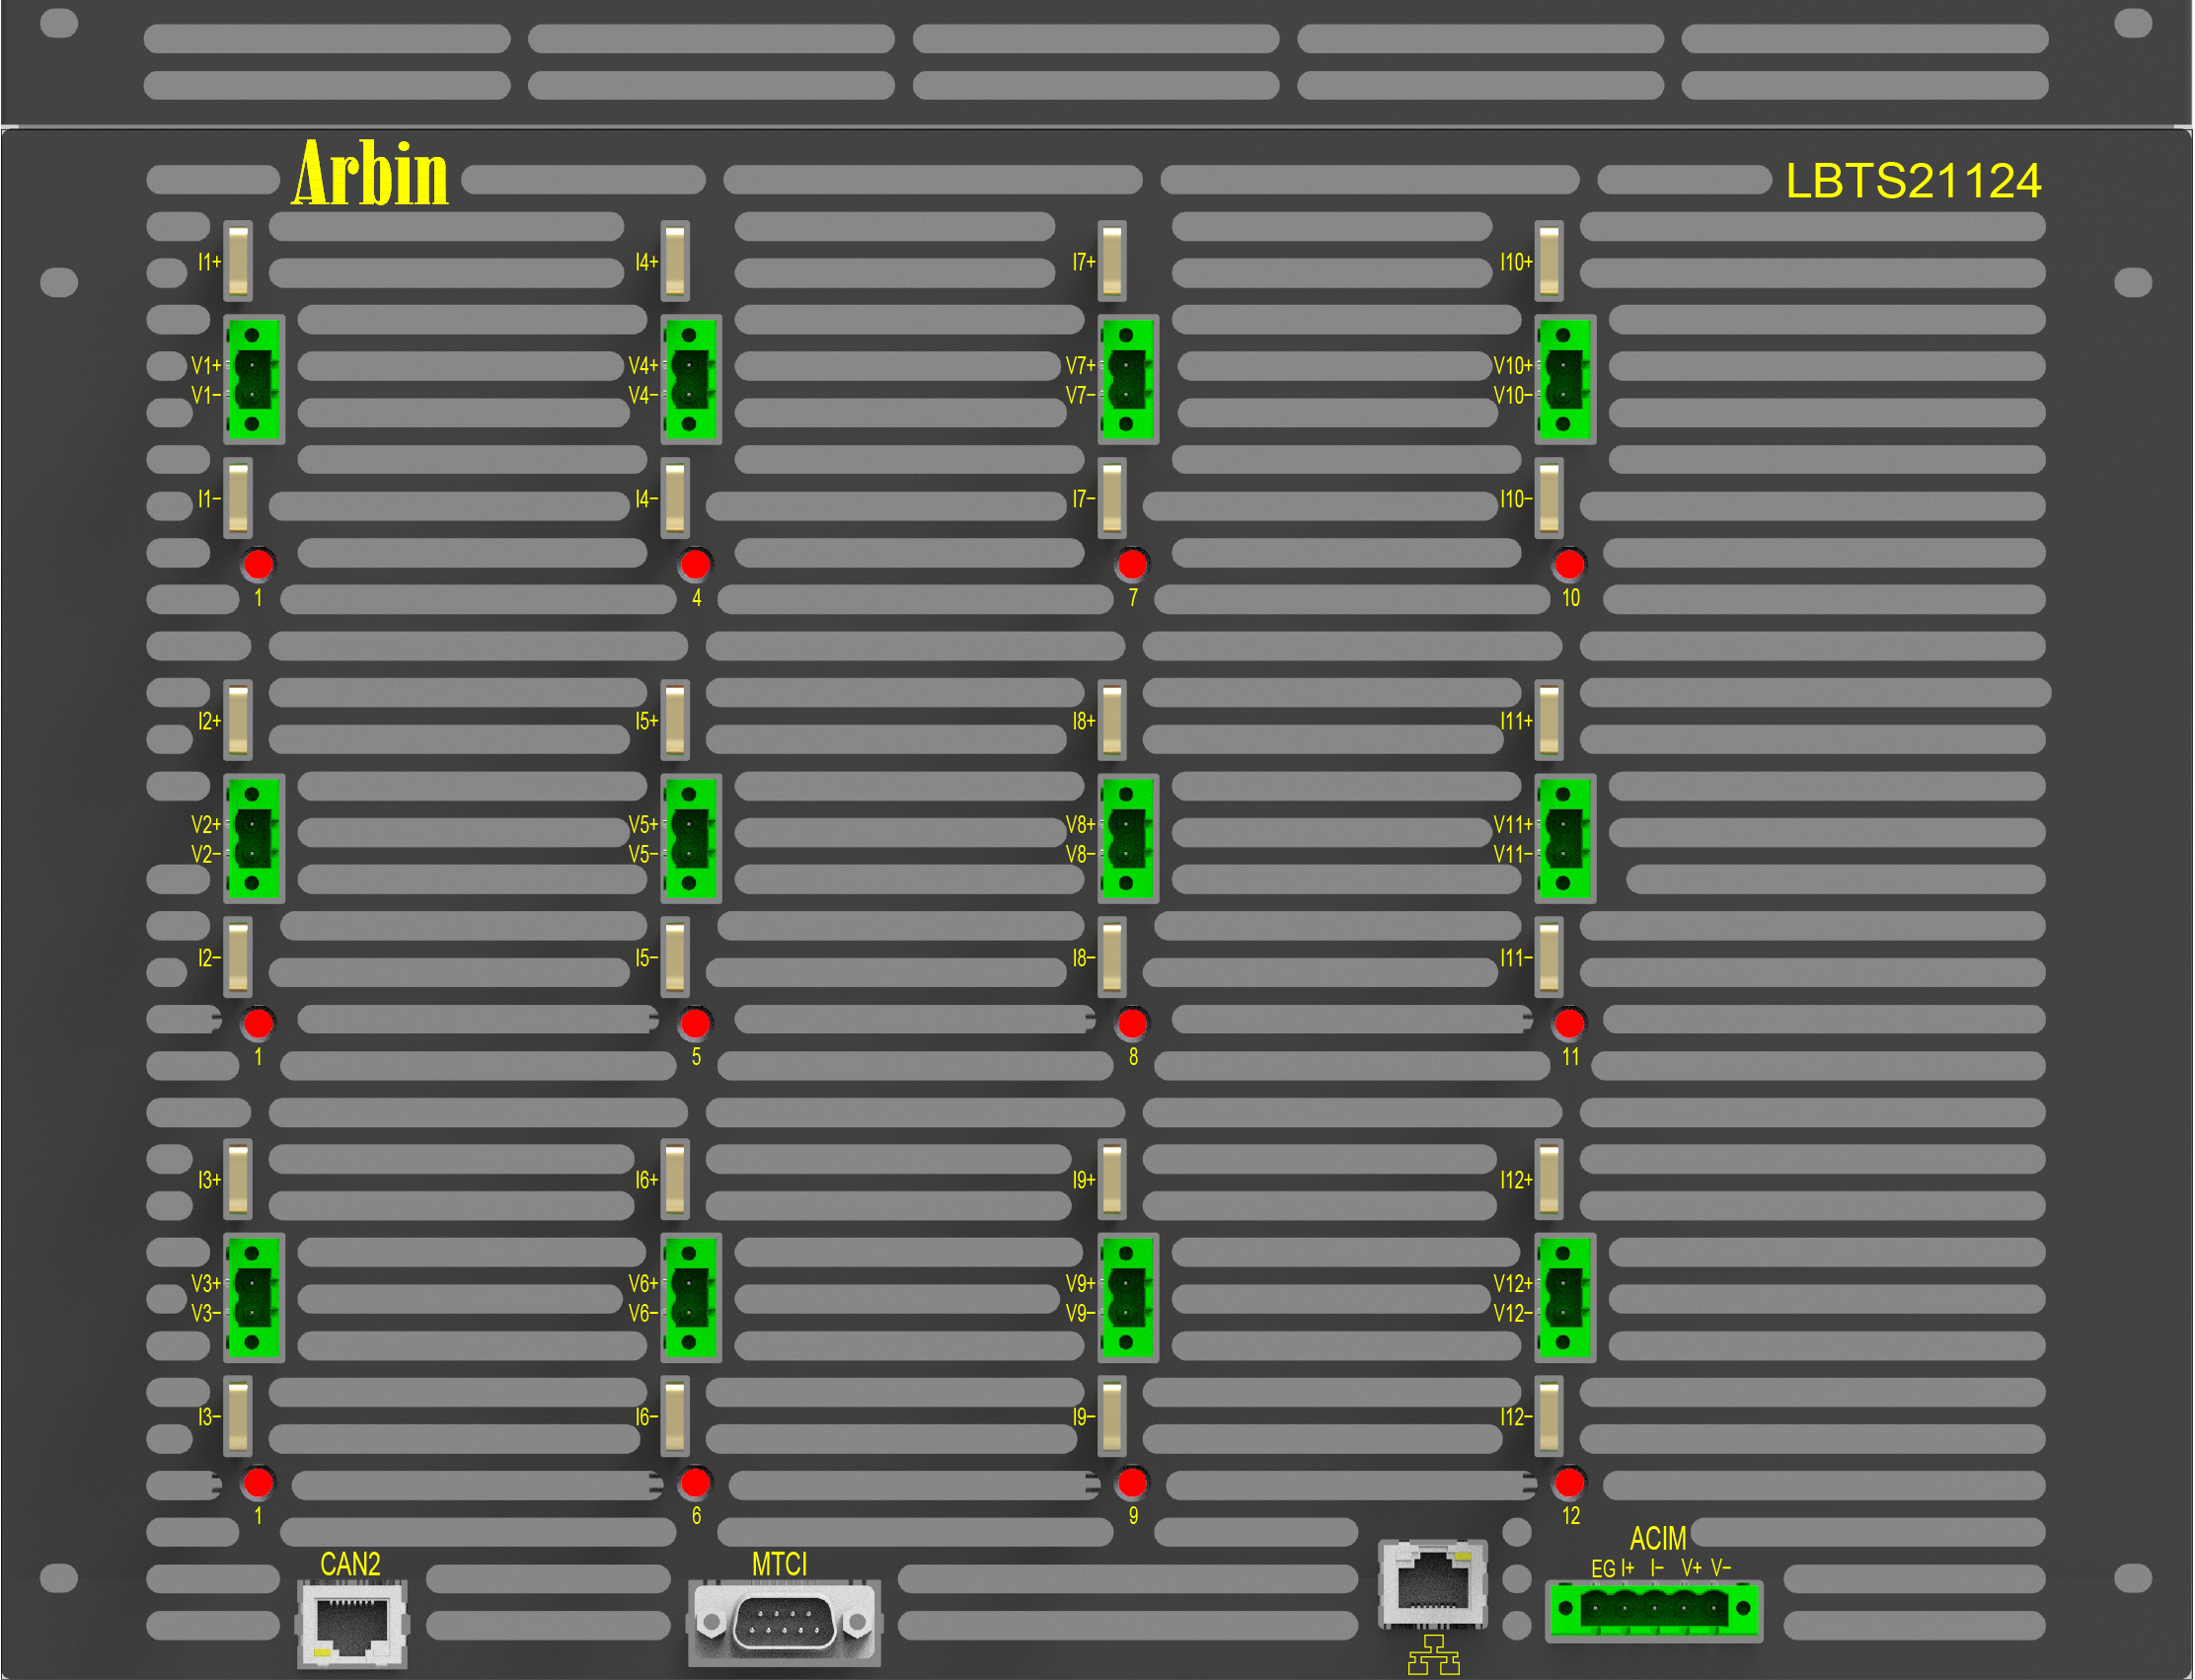 Arbin LBTS21124
I1+ I4+ I7+ I10+
V1+ V4+ V7+ V10+
V1- V4- V7- V10-
I1- I4- I7- I10-
1 4 7 10
I2+ I5+ I8+ I11+
V2+ V5+ V8+ V11+
V2- V5- V8- V11-
I2- I5- I8- I11-
1 5 8 11
I3+ I6+ I9+ I12+
V3+ V6+ V9+ V12+
V3- V6- V9- V12-
I3- I6- I9- I12-
1 6 9 12
CAN2 MTCI ACIM
EG I+ I- V+ V-